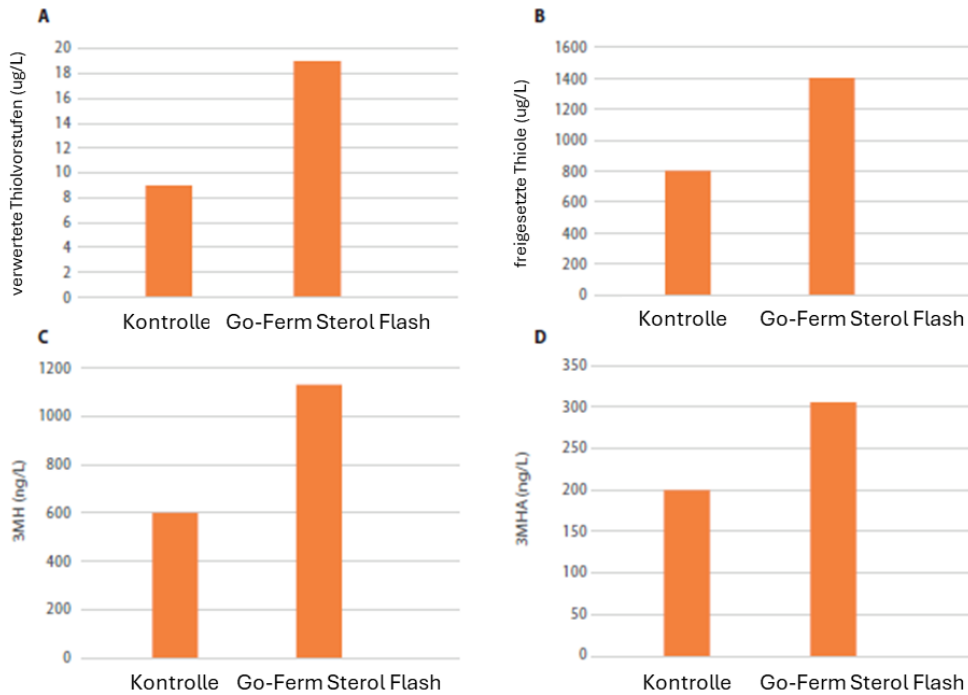 A
verwertete Thiolvorstufen (ug/L)
20
18
16
14
12
10
8
6
4
2
0
Kontrolle Go-Ferm Sterol Flash
B
freigesetzte Thiole (ug/L)
1600
1400
1200
1000
800
600
400
200
0
Kontrolle Go-Ferm Sterol Flash
C
3MH (ng/L)
1200
1000
800
600
400
200
0
Kontrolle Go-Ferm Sterol Flash
D
3MHA (ng/L)
350
300
250
200
150
100
50
0
Kontrolle Go-Ferm Sterol Flash